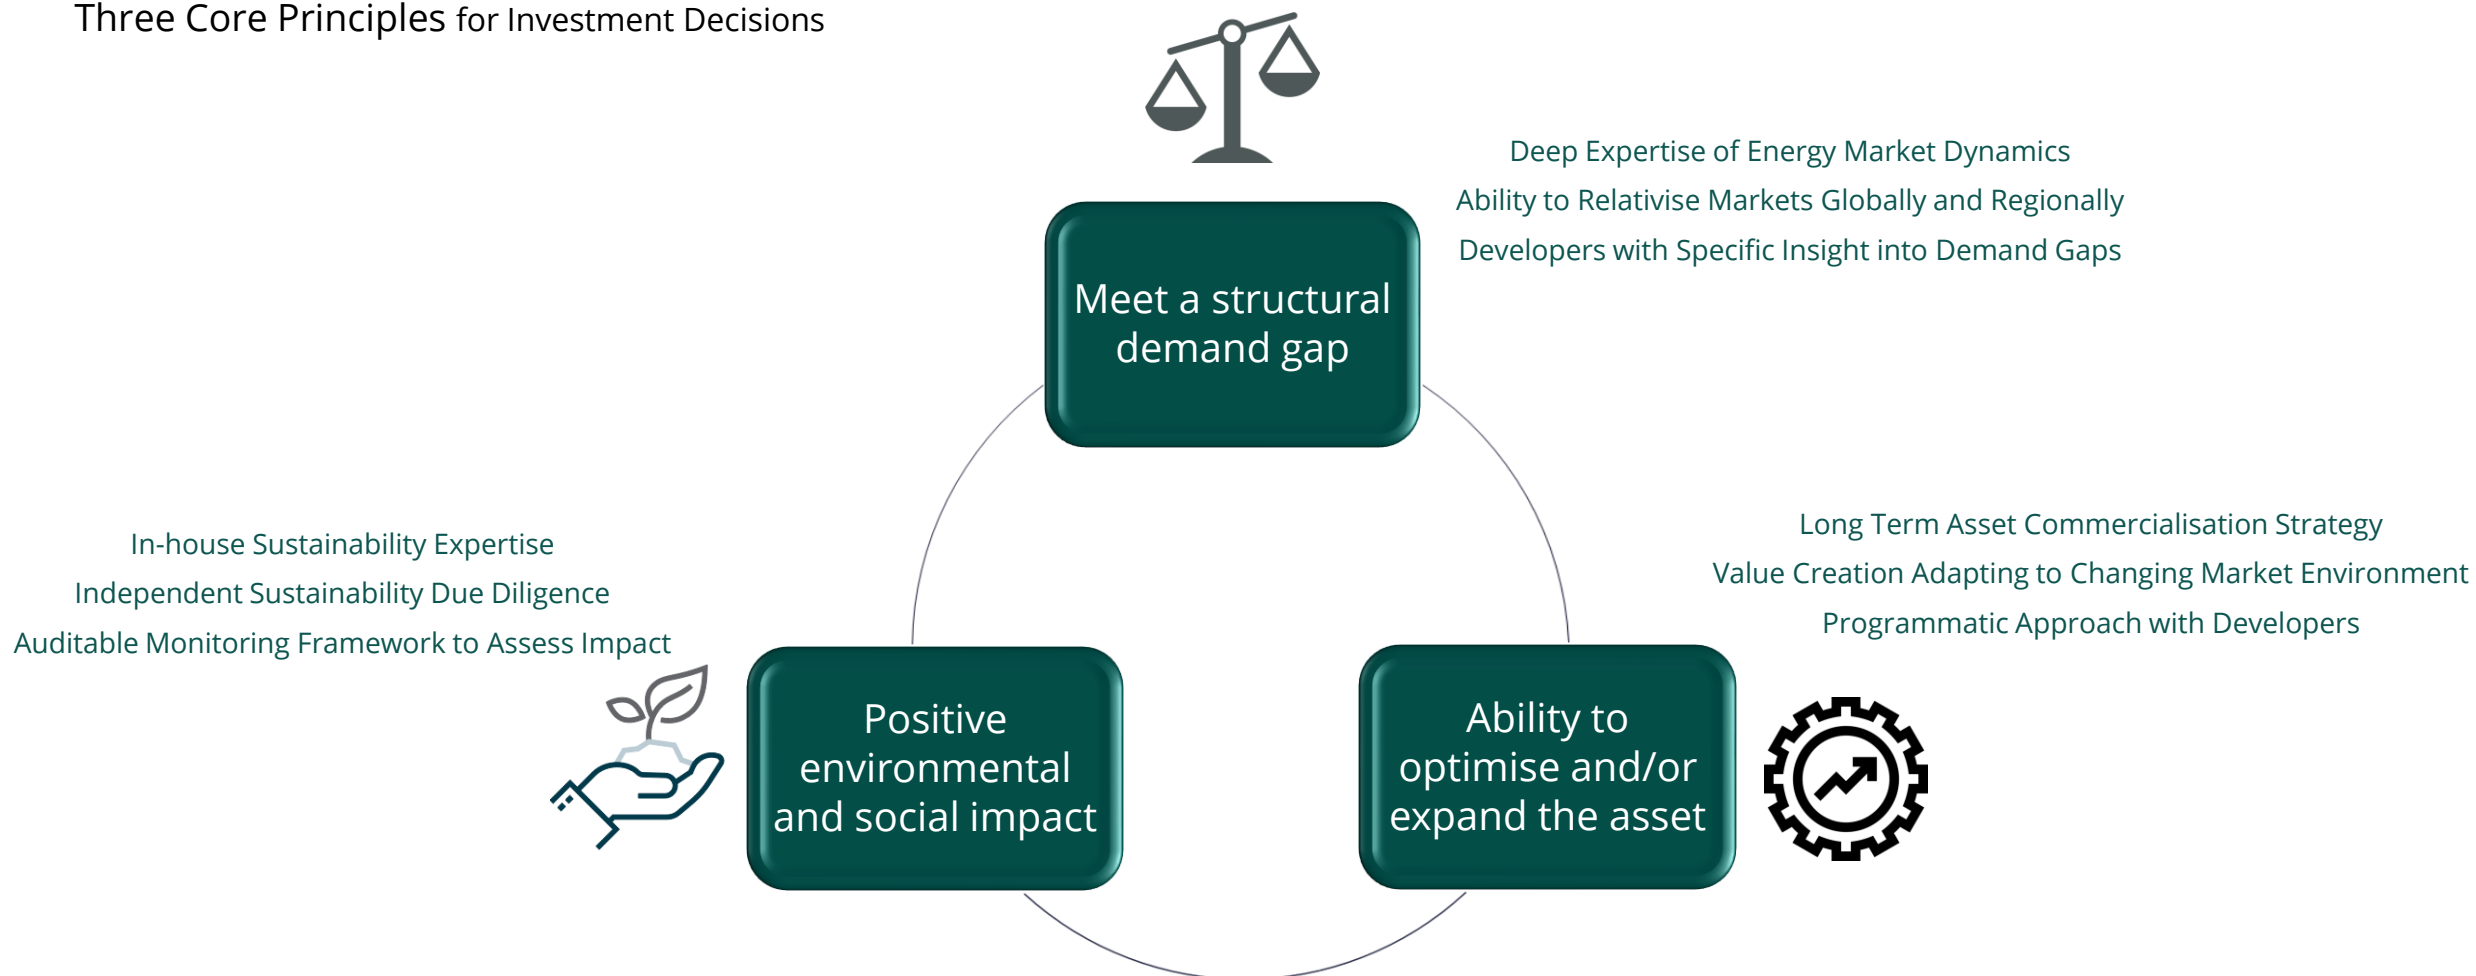 Three Core Principles for Investment Decisions
Deep Expertise of Energy Market Dynamics
Ability to Relativise Markets Globally and Regionally
Developers with Specific Insight into Demand Gaps
Meet a structural
demand gap
In-house Sustainability Expertise
Independent Sustainability Due Diligence
Auditable Monitoring Framework to Assess Impact
Positive
environmental
and social impact
Long Term Asset Commercialisation Strategy
Value Creation Adapting to Changing Market Environment
Programmatic Approach with Developers
Ability to
optimise and/or
expand the asset